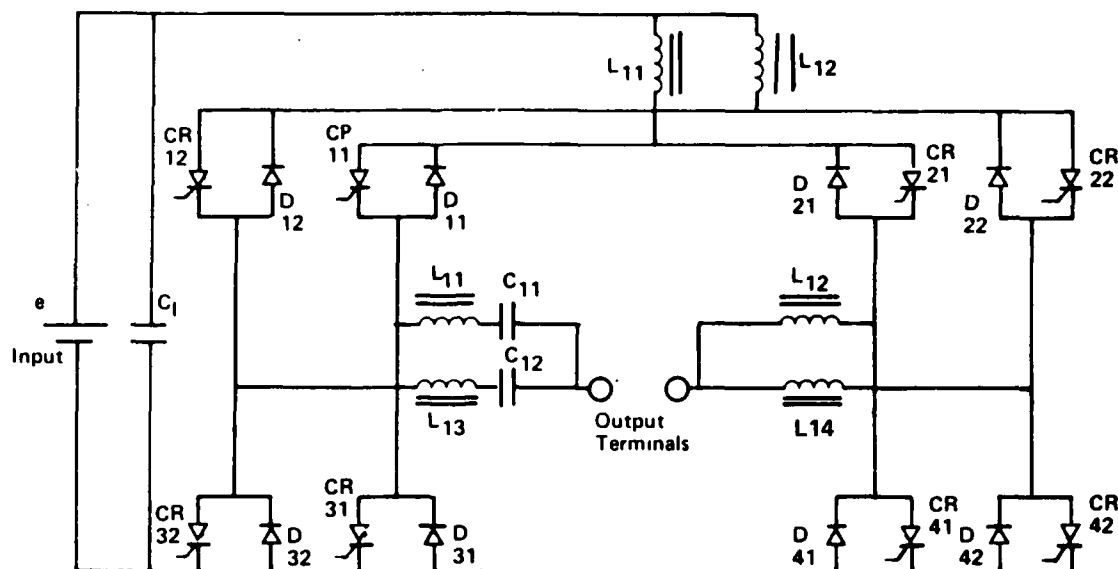 L11
L12
CR
12
CP
11
CR
21
CR
22
D
12
D
11
D
21
D
22
L11
C11
L12
e
CI
Input
C12
L13
Output
Terminals
L14
CR
32
D
32
CR
31
D
31
D
41
CR
41
D
42
CR
42